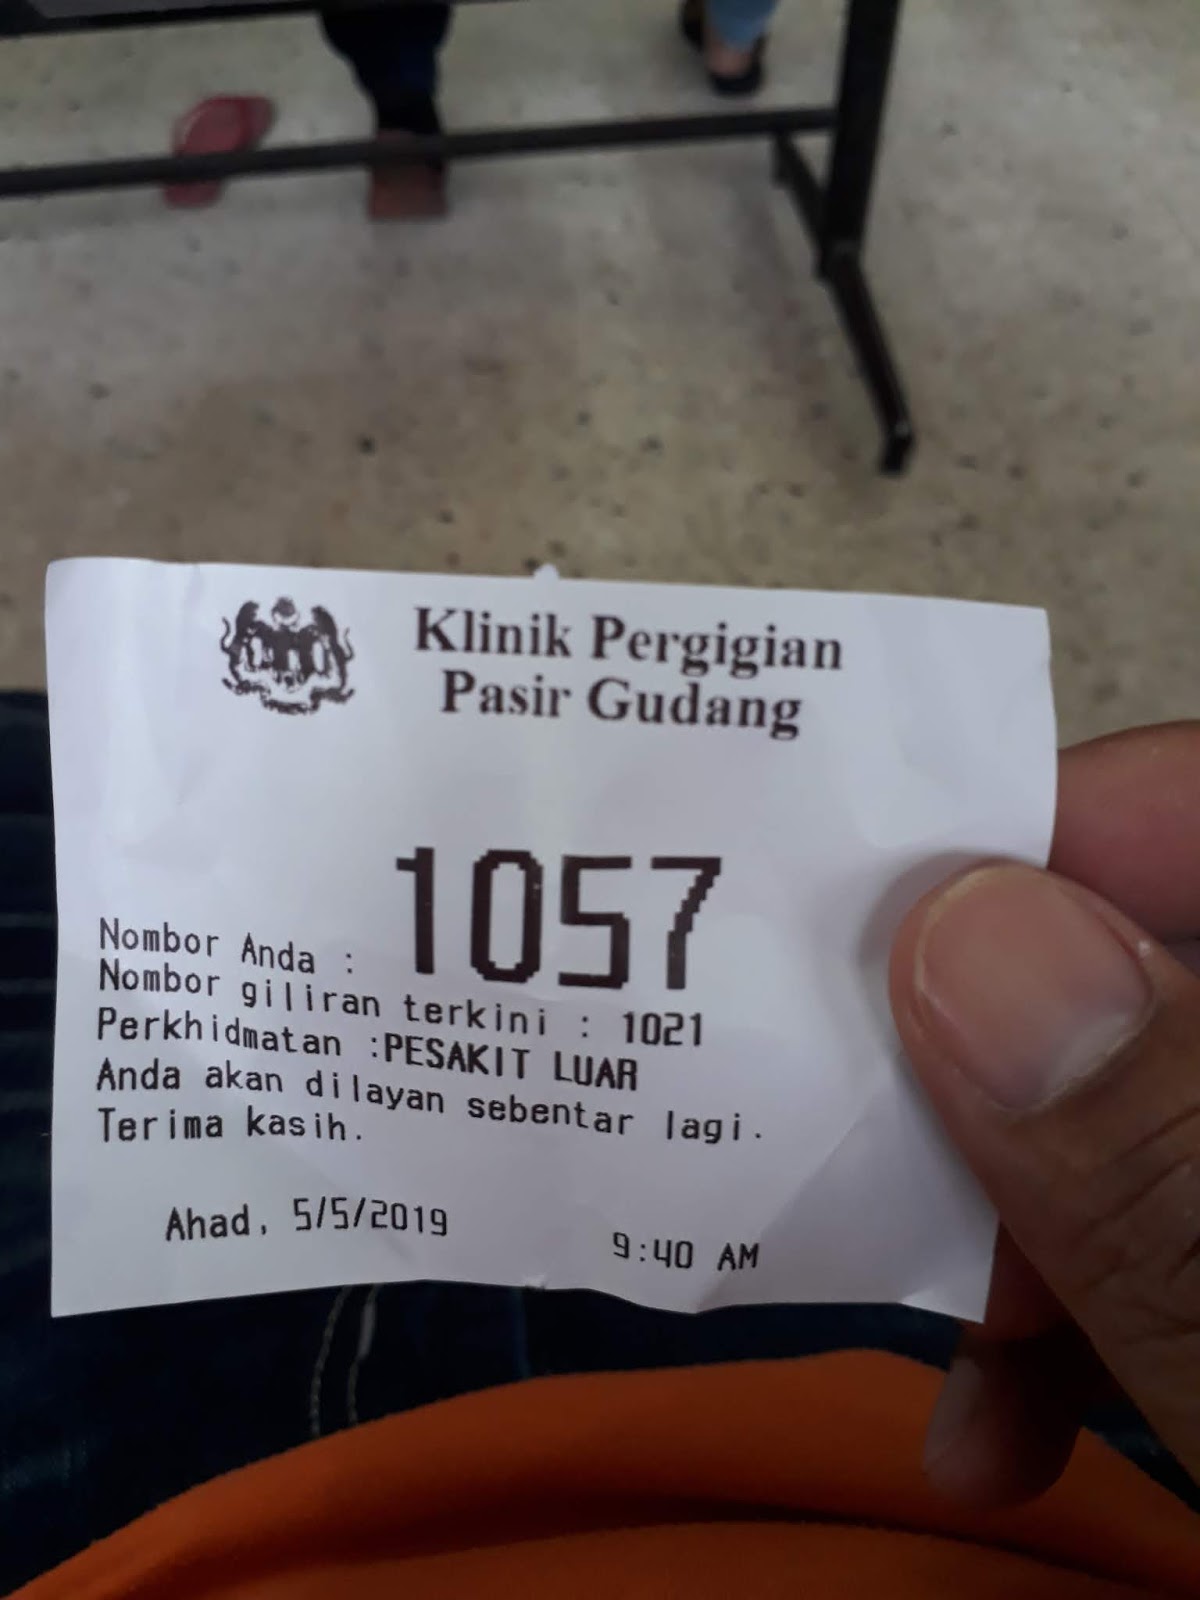 Klinik Pergigian
Pasir Gudang
Nombor Anda : 1057
Nombor giliran terkini : 1021
Perkhidmatan :PESAKIT LUAR
Anda akan dilayan sebentar lagi.
Terima kasih.
Ahad, 5/5/2019 9:40 AM